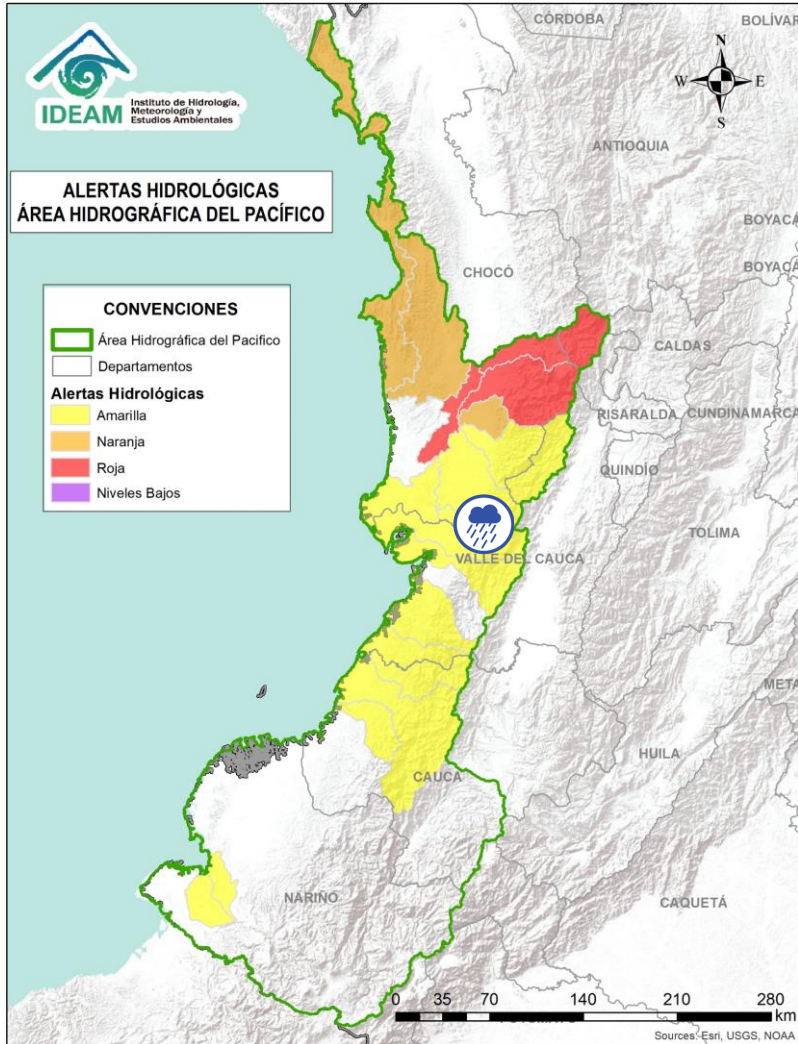 IDEAM
Instituto de Hidrología,
Meteorología y
Estudios Ambientales
ALERTAS HIDROLÓGICAS
ÁREA HIDROGRÁFICA DEL PACÍFICO
CONVENCIONES
Área Hidrográfica del Pacifico
Departamentos
Alertas Hidrológicas
Amarilla
Naranja
Roja
Niveles Bajos
CÓRDOBA
BOLÍVAR
N
W
E
S
ANTIOQUIA
BOYACÁ
CHOCÓ
BOYACÁ
CALDAS
RISARALDA
CUNDINAMARCA
QUINDÍO
TOLIMA
VALLE DEL CAUCA
META
HUILA
CAUCA
NARIÑO
CAQUETÁ
0 35 70 140 210 280
km
Sources: Esri, USGS, NOAA